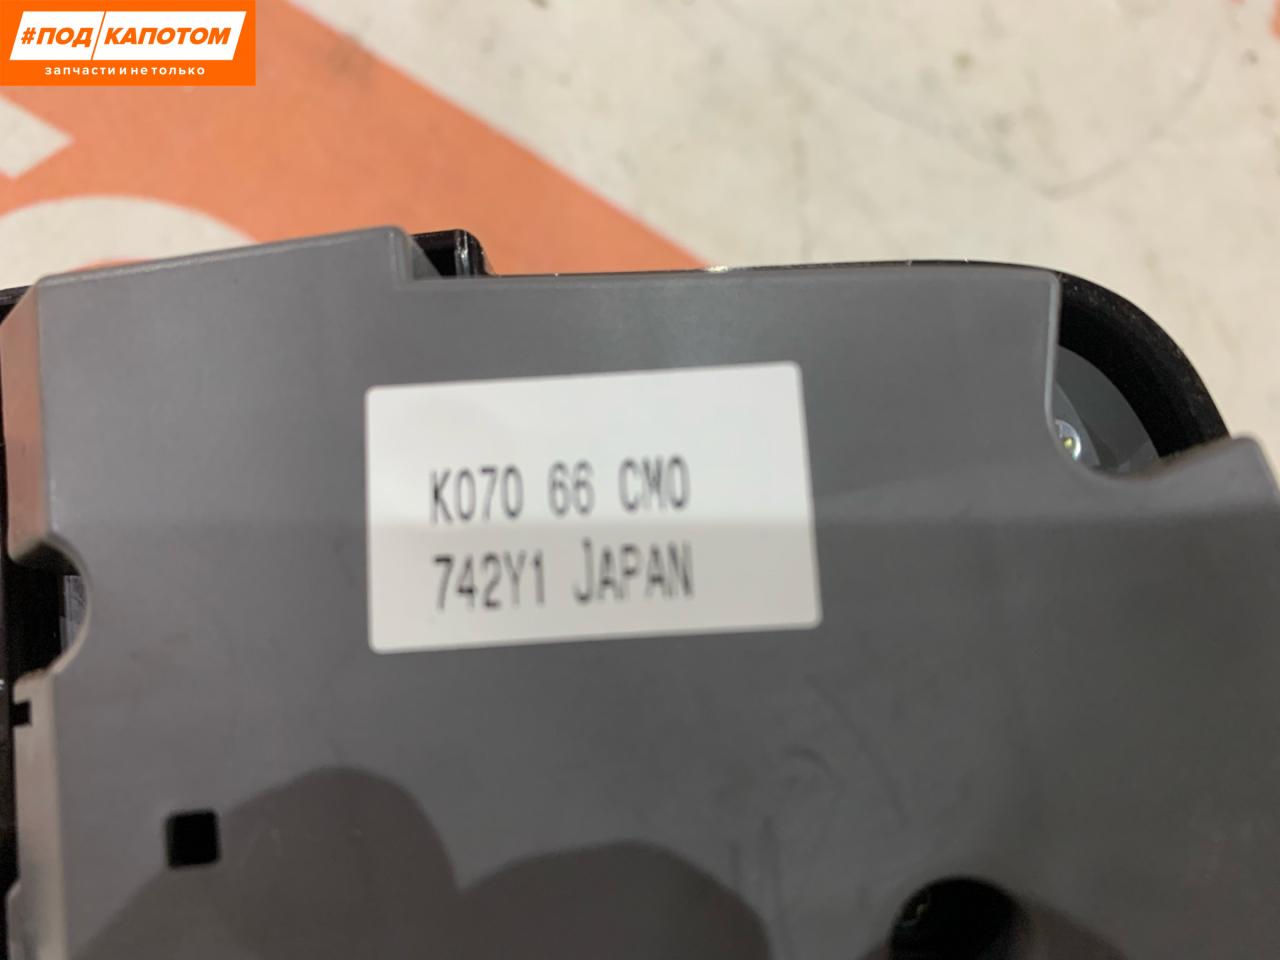 #ПОД КАПОТОМ
запчасти и не только
K070 66 CM0
742Y1 JAPAN